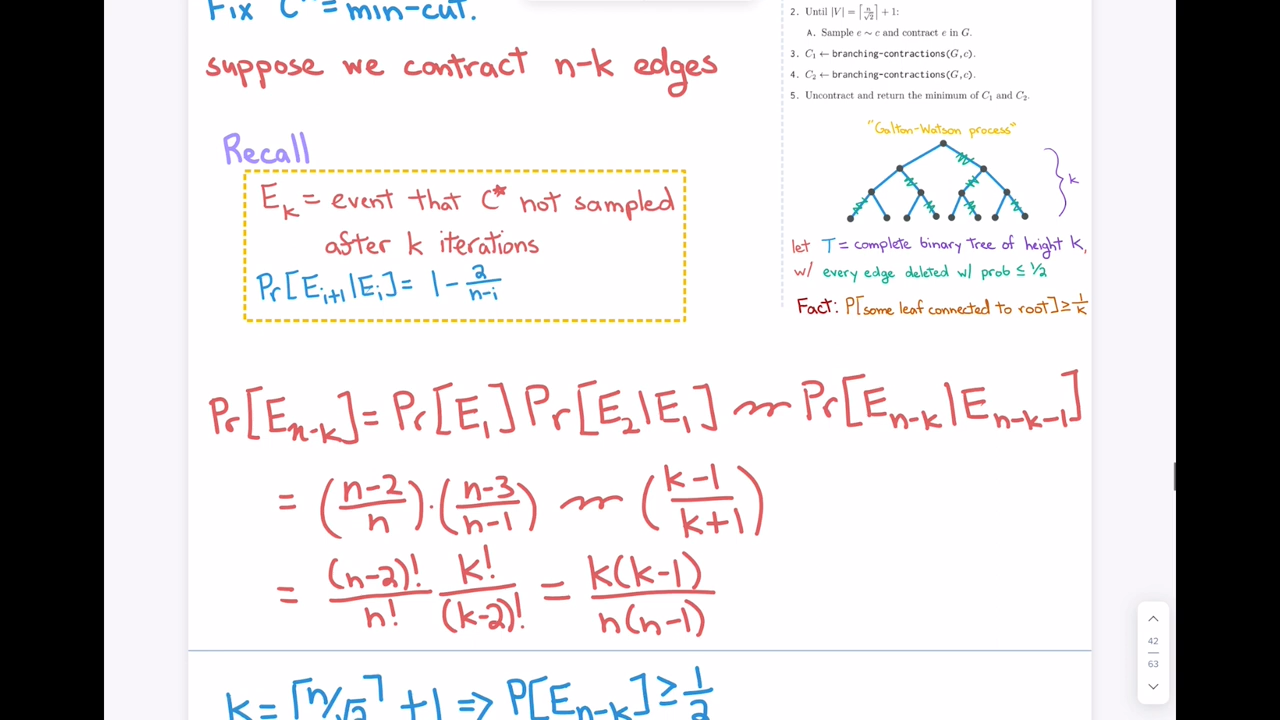 Fix C* = min-cut.
suppose we contract n-k edges
Recall
E_k = event that C* not sampled
after k iterations
Pr[E_{i+1}|E_i] = 1 - 2/(n-i)
2. Until |V| = ⌈n/√2⌉ + 1:
A. Sample e ~ c and contract e in G.
3. C₁ ← branching-contractions(G,c).
4. C₂ ← branching-contractions(G,c).
5. Uncontract and return the minimum of C₁ and C₂.
"Galton-Watson process"
k
let T = complete binary tree of height k,
w/ every edge deleted w/ prob ≤ 1/2
Fact: P[some leaf connected to root] ≥ 1/k
Pr[E_{n-k}] = Pr[E_1] Pr[E_2|E_1] ~ Pr[E_{n-k}|E_{n-k-1}]
= ((n-2)/n) · ((n-3)/(n-1)) ~ ((k-1)/(k+1))
= (n-2)!/n! k!/(k-2)! = k(k-1)/n(n-1)
k = ⌈n/√2⌉ + 1 => P[E_{n-k}] ≥ 1/2
42
63